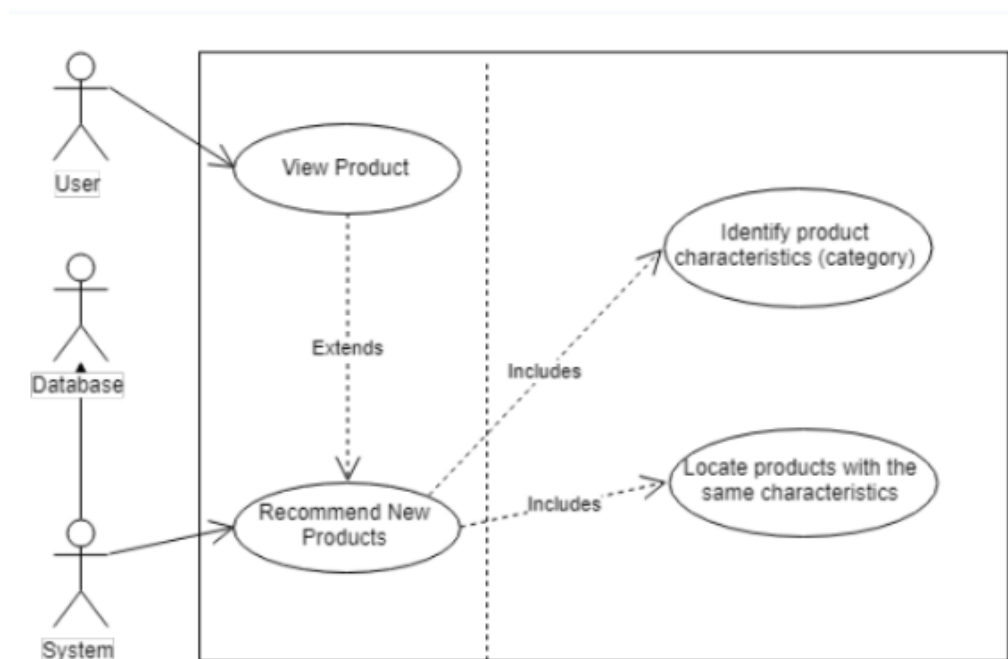 User
View Product
Identify product
characteristics (category)
Extends
Database
Includes
Locate products with the
same characteristics
Includes
Recommend New
Products
System